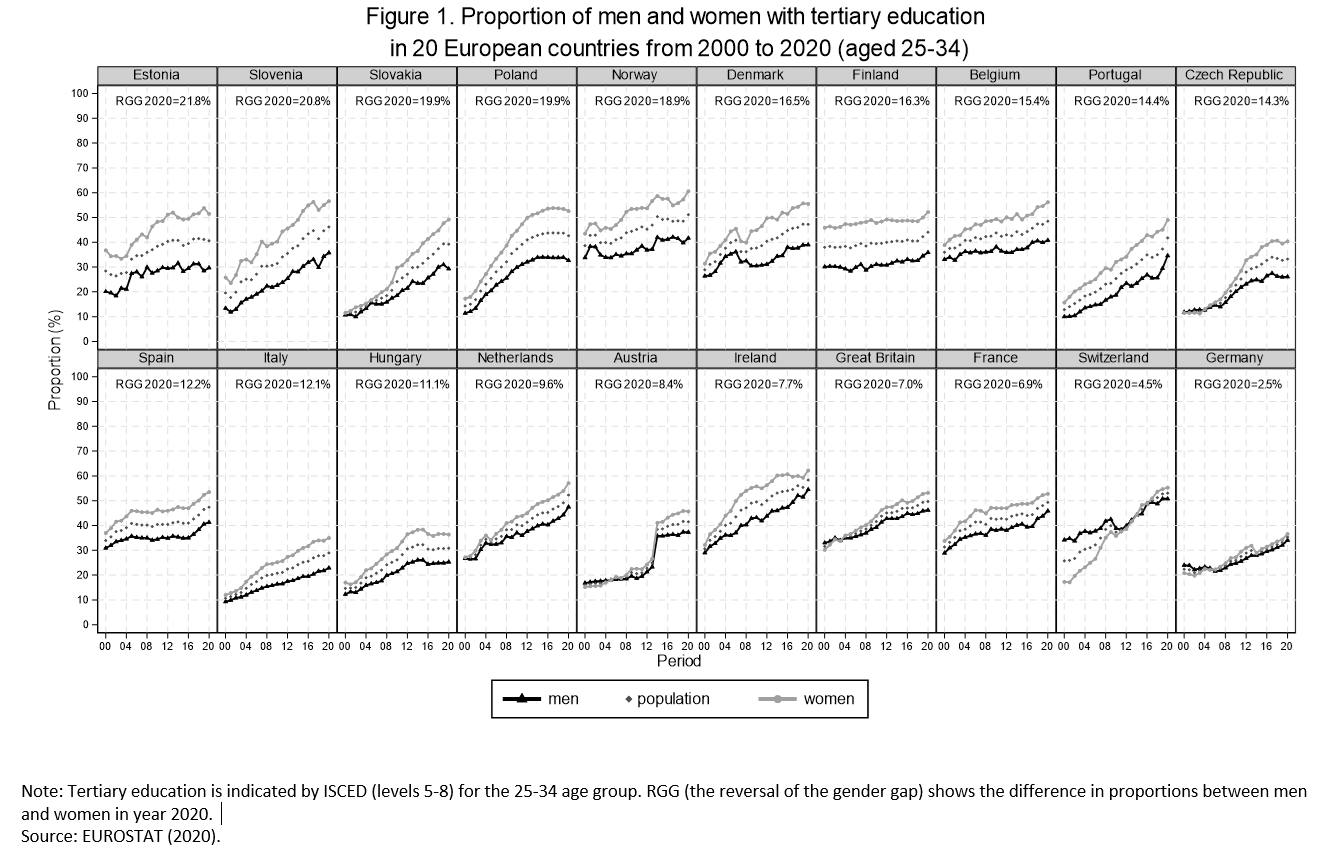 Figure 1. Proportion of men and women with tertiary education
in 20 European countries from 2000 to 2020 (aged 25-34)
Estonia Slovenia Slovakia Poland Norway Denmark Finland Belgium Portugal Czech Republic
RGG 2020=21.8% RGG 2020=20.8% RGG 2020=19.9% RGG 2020=19.9% RGG 2020=18.9% RGG 2020=16.5% RGG 2020=16.3% RGG 2020=15.4% RGG 2020=14.4% RGG 2020=14.3%
100
90
80
70
60
50
40
30
20
10
0
Proportion (%)
Spain Italy Hungary Netherlands Austria Ireland Great Britain France Switzerland Germany
RGG 2020=12.2% RGG 2020=12.1% RGG 2020=11.1% RGG 2020=9.6% RGG 2020=8.4% RGG 2020=7.7% RGG 2020=7.0% RGG 2020=6.9% RGG 2020=4.5% RGG 2020=2.5%
100
90
80
70
60
50
40
30
20
10
0
00 04 08 12 16 20 00 04 08 12 16 20 00 04 08 12 16 20 00 04 08 12 16 20 00 04 08 12 16 20 00 04 08 12 16 20 00 04 08 12 16 20 00 04 08 12 16 20 00 04 08 12 16 20 00 04 08 12 16 20
Period
men population women
Note: Tertiary education is indicated by ISCED (levels 5-8) for the 25-34 age group. RGG (the reversal of the gender gap) shows the difference in proportions between men
and women in year 2020.
Source: EUROSTAT (2020).